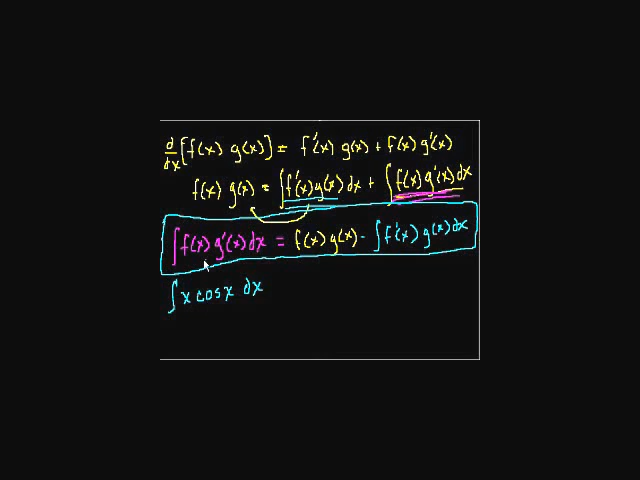 d/dx [f(x) g(x)] = f'(x) g(x) + f(x) g'(x)
f(x) g(x) = ∫ f'(x) g(x) dx + ∫ f(x) g'(x) dx
∫ f(x) g'(x) dx = f(x) g(x) - ∫ f'(x) g(x) dx
∫ x cos x dx